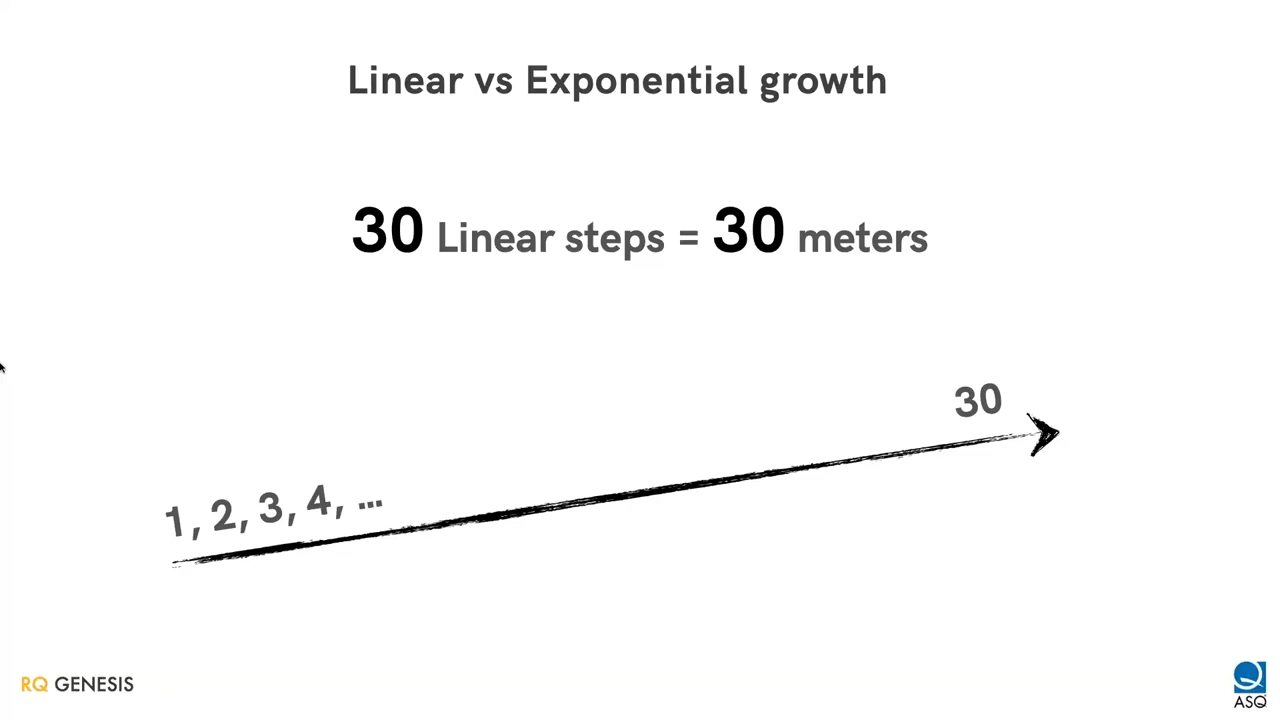 Linear vs Exponential growth
30 Linear steps = 30 meters
30
1, 2, 3, 4, ...
RQ GENESIS
ASQ